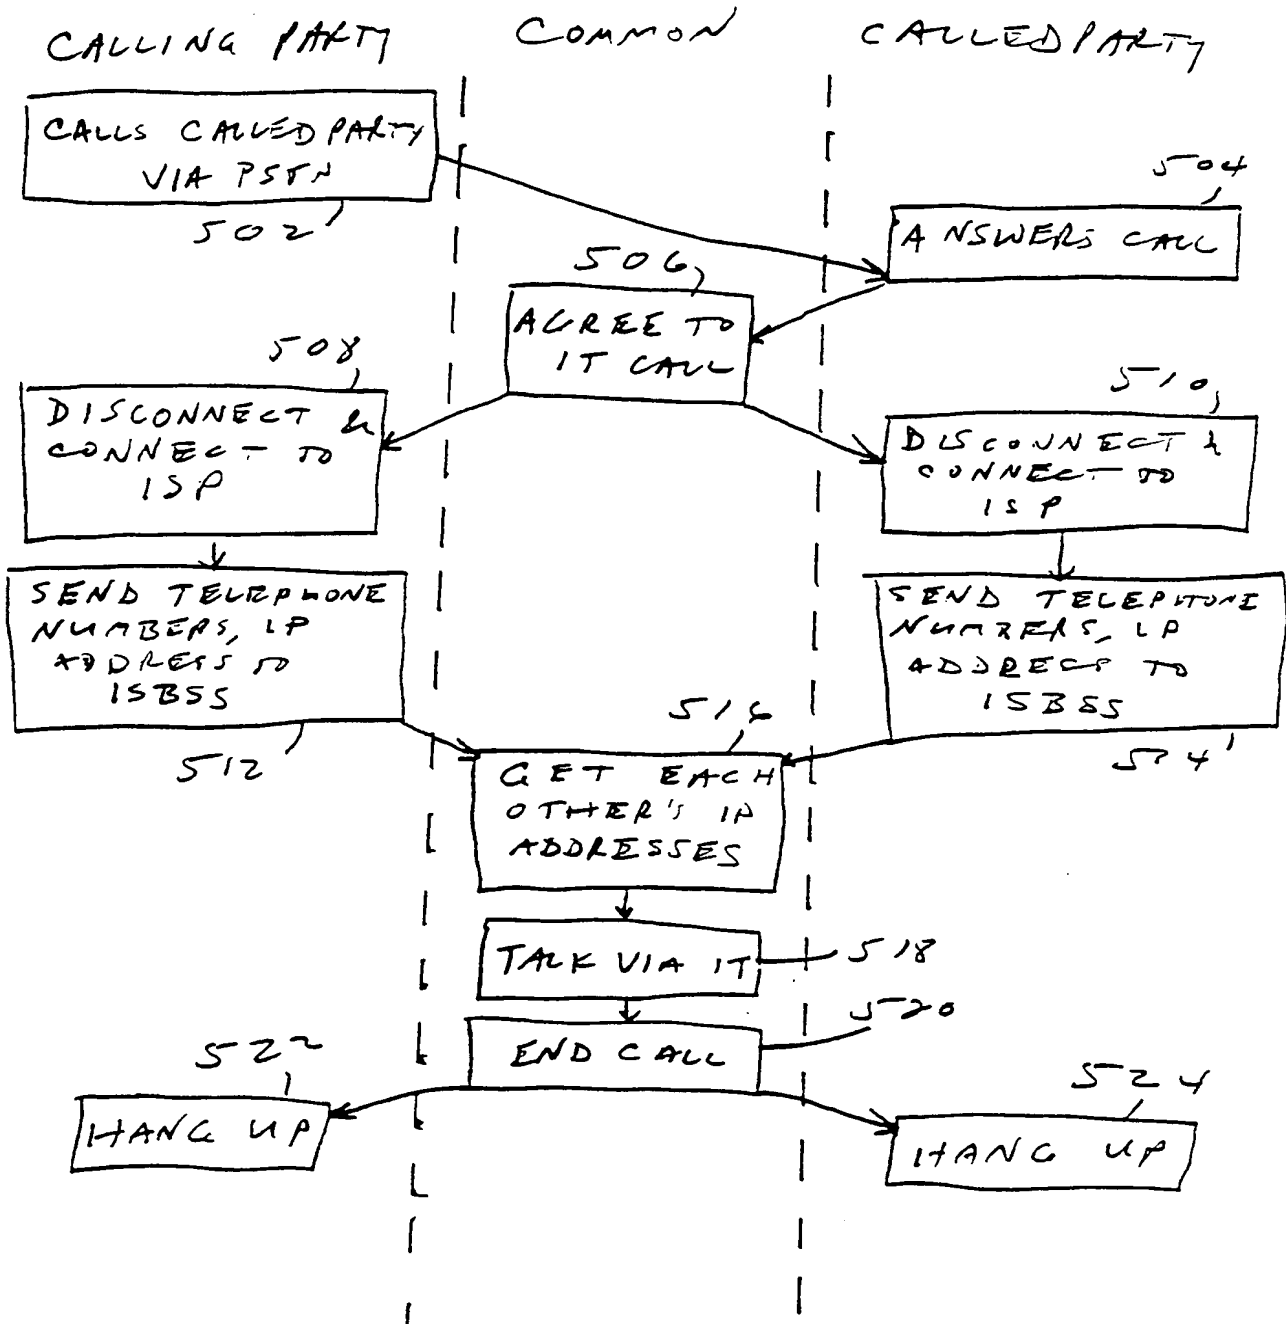 CALLING PARTY
COMMON
CALLED PARTY
CALLS CALLED PARTY
VIA PSTN
502
504
ANSWERS CALL
506
AGREE TO
IT CALL
508
DISCONNECT &
CONNECT TO
ISP
510
DISCONNECT &
CONNECT TO
ISP
SEND TELEPHONE
NUMBERS, IP
ADDRESS TO
ISBSS
512
SEND TELEPHONE
NUMBERS, IP
ADDRESS TO
ISBSS
514
516
GET EACH
OTHER'S IP
ADDRESSES
TALK VIA IT
518
520
END CALL
522
HANG UP
524
HANG UP